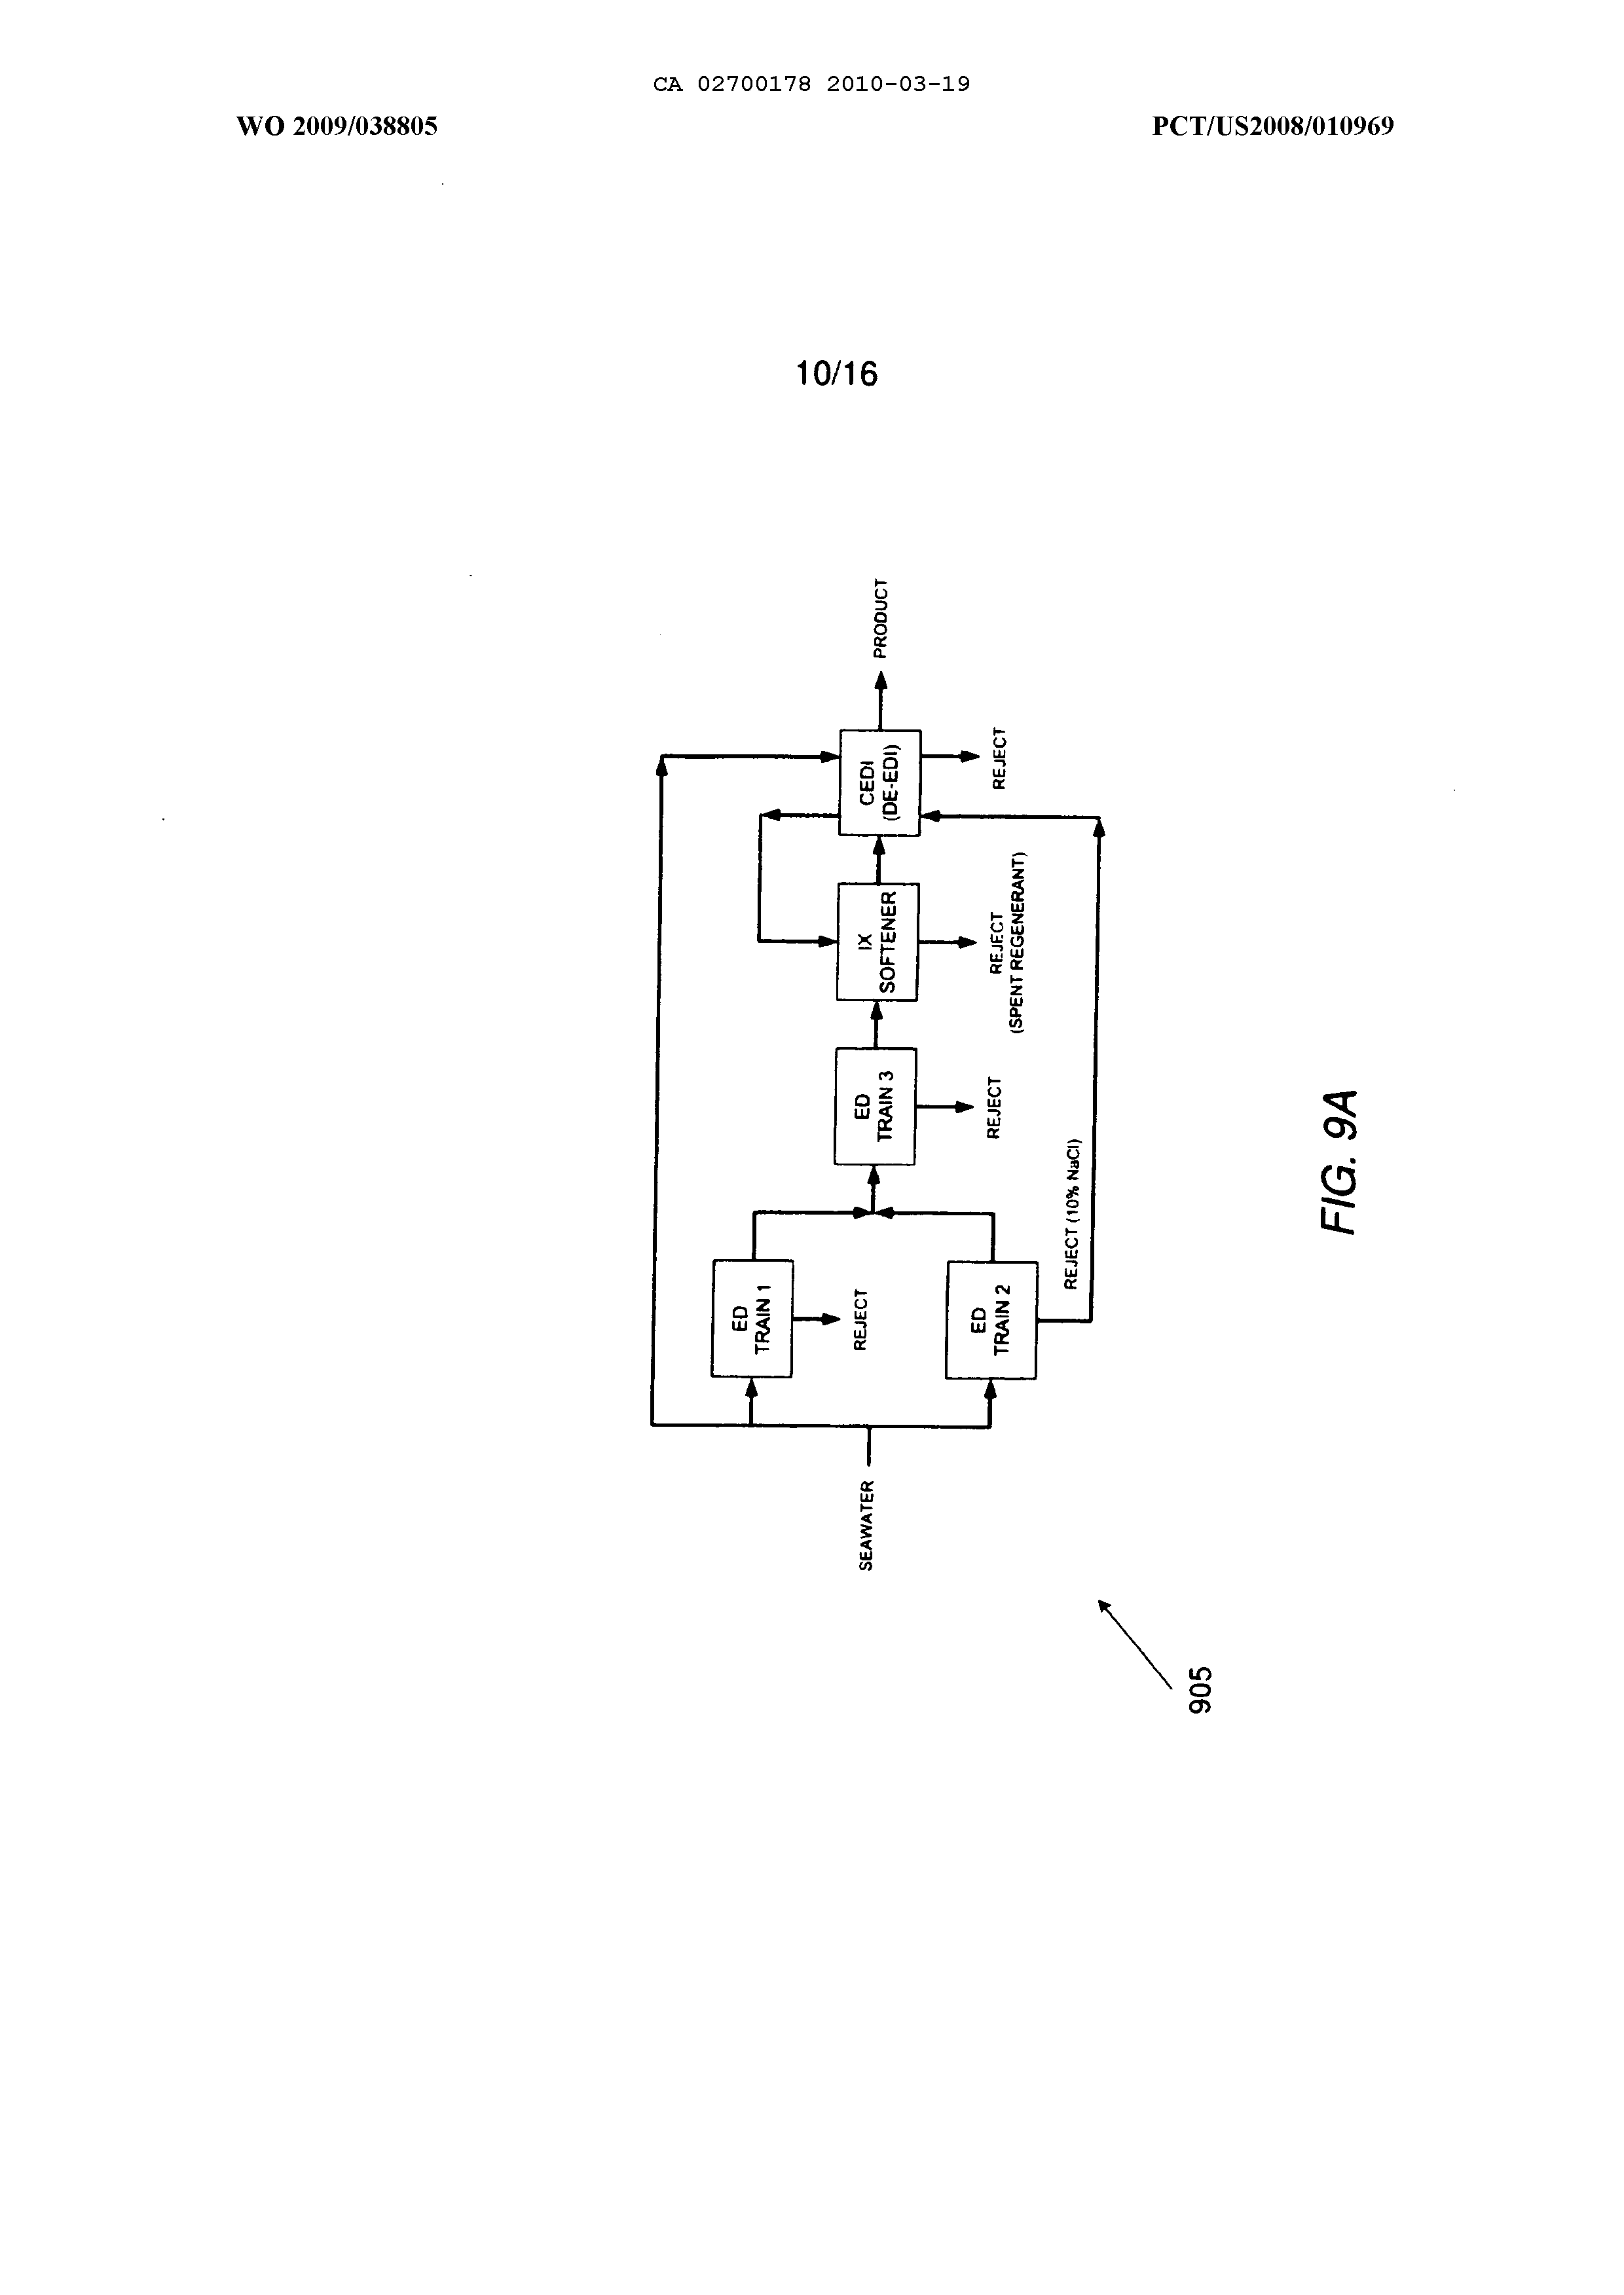 CA 02700178 2010-03-19
WO 2009/038805
PCT/US2008/010969
10/16
SEAWATER
ED
TRAIN 1
REJECT
ED
TRAIN 2
REJECT (10% NaCl)
ED
TRAIN 3
REJECT
IX
SOFTENER
REJECT
(SPENT REGENERANT)
CEDI
(DE-EDI)
REJECT
PRODUCT
905
FIG. 9A